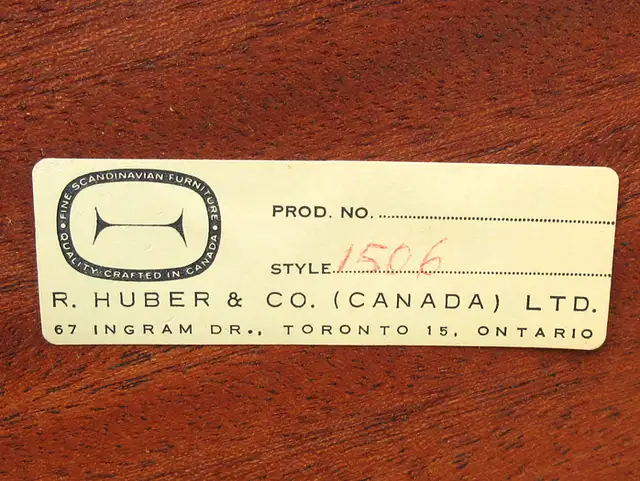 • FINE SCANDINAVIAN FURNITURE •
QUALITY CRAFTED IN CANADA
PROD. NO.
STYLE 1506
R. HUBER & CO. (CANADA) LTD.
67 INGRAM DR., TORONTO 15, ONTARIO